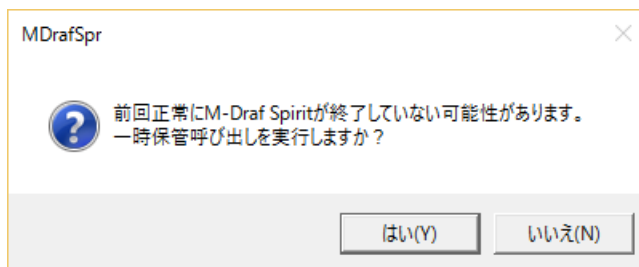 MDrafSpr
前回正常にM-Draf Spiritが終了していない可能性があります。
一時保管呼び出しを実行しますか？
はい(Y)
いいえ(N)